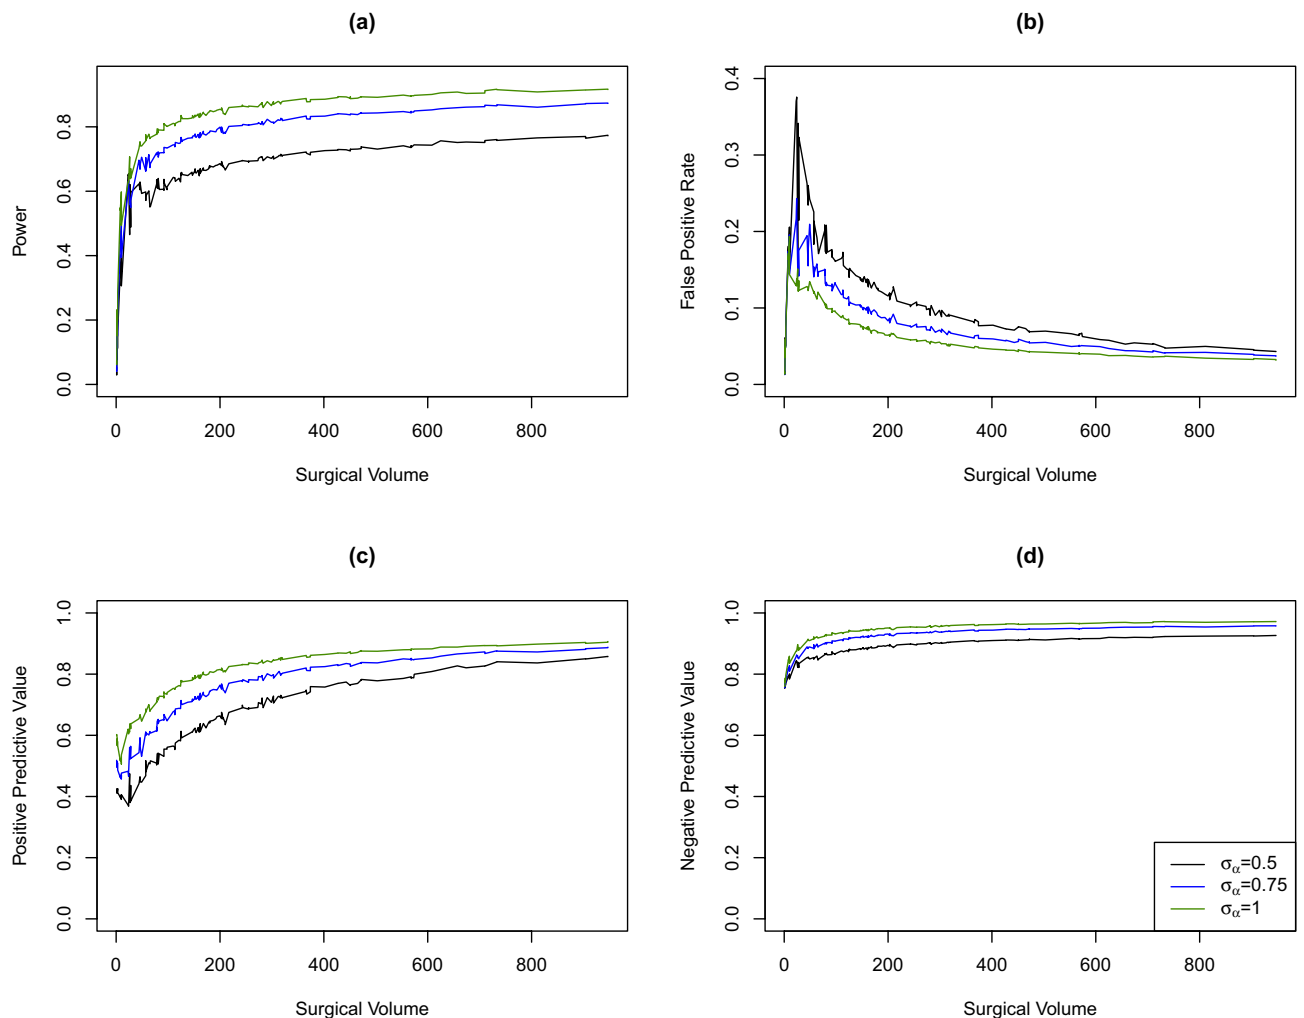 (a)
Power
0.0 0.2 0.4 0.6 0.8
0 200 400 600 800
Surgical Volume
(b)
False Positive Rate
0.0 0.1 0.2 0.3 0.4
0 200 400 600 800
Surgical Volume
(c)
Positive Predictive Value
0.0 0.2 0.4 0.6 0.8 1.0
0 200 400 600 800
Surgical Volume
(d)
Negative Predictive Value
0.0 0.2 0.4 0.6 0.8 1.0
0 200 400 600 800
Surgical Volume
σα=0.5
σα=0.75
σα=1